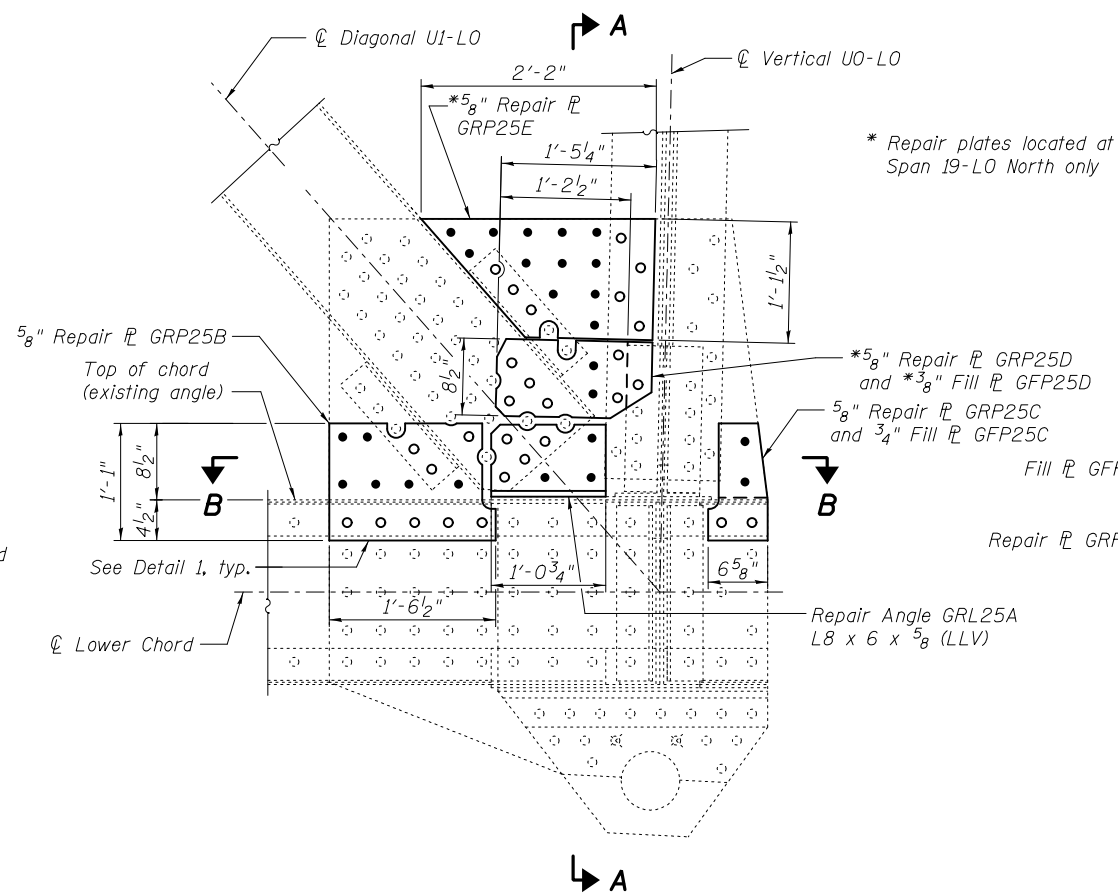 A
℄ Diagonal U1-L0
℄ Vertical U0-L0
2'-2"
*5/8" Repair ℙ
GRP25E
* Repair plates located at
Span 19-L0 North only
1'-5 1/4"
1'-2 1/2"
1'-1 1/2"
5/8" Repair ℙ GRP25B
Top of chord
(existing angle)
8 1/2"
*5/8" Repair ℙ GRP25D
and *3/8" Fill ℙ GFP25D
5/8" Repair ℙ GRP25C
and 3/4" Fill ℙ GFP25C
1'-1"
8 1/2"
4 1/2"
B
B
Fill ℙ GF
Repair ℙ GR
d
See Detail 1, typ.
1'-0 3/4"
6 5/8"
1'-6 1/2"
℄ Lower Chord
Repair Angle GRL25A
L8 x 6 x 5/8 (LLV)
A